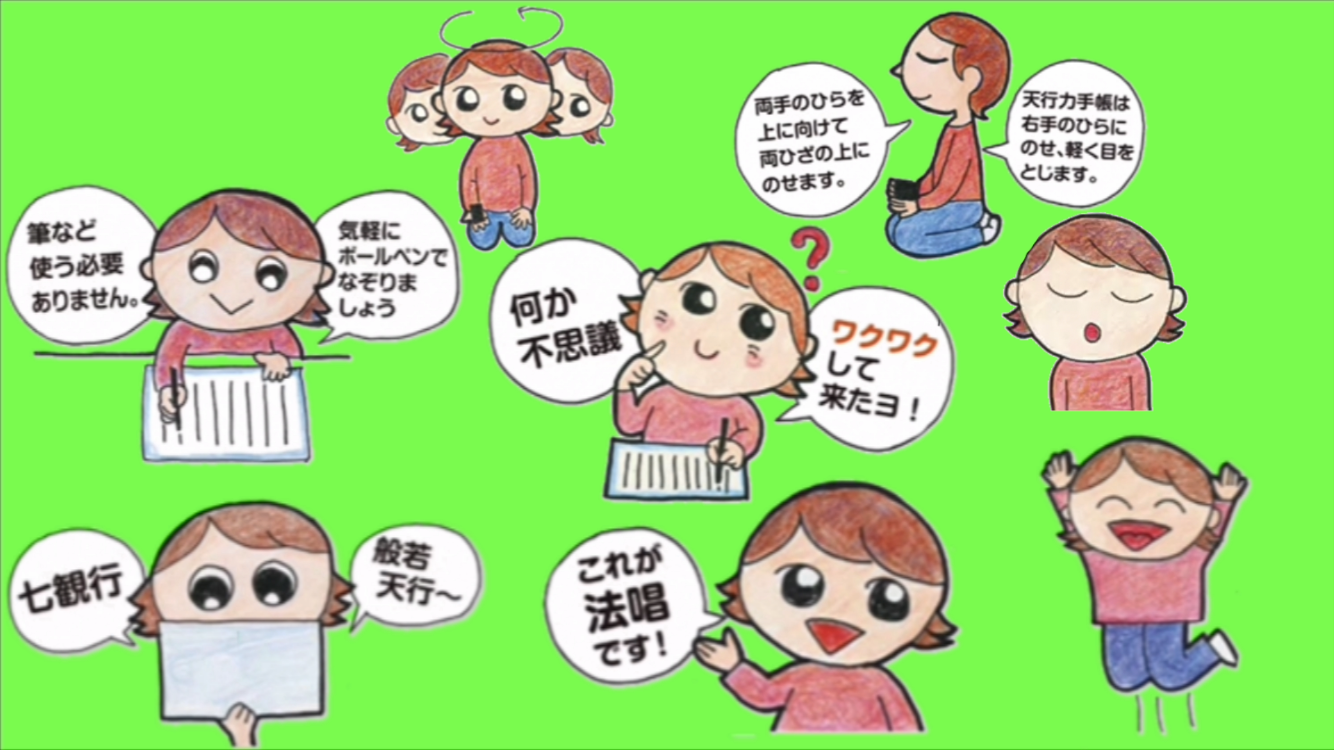 両手のひらを
上に向けて
両ひざの上に
のせます。
天行力手帳は
右手のひらに
のせ、軽く目を
とじます。
筆など
使う必要
ありません。
気軽に
ボールペンで
なぞりま
しょう
何か
不思議
?
ワクワク
して
来たヨ!
七観行
般若
天行〜
これが
法唱
です!